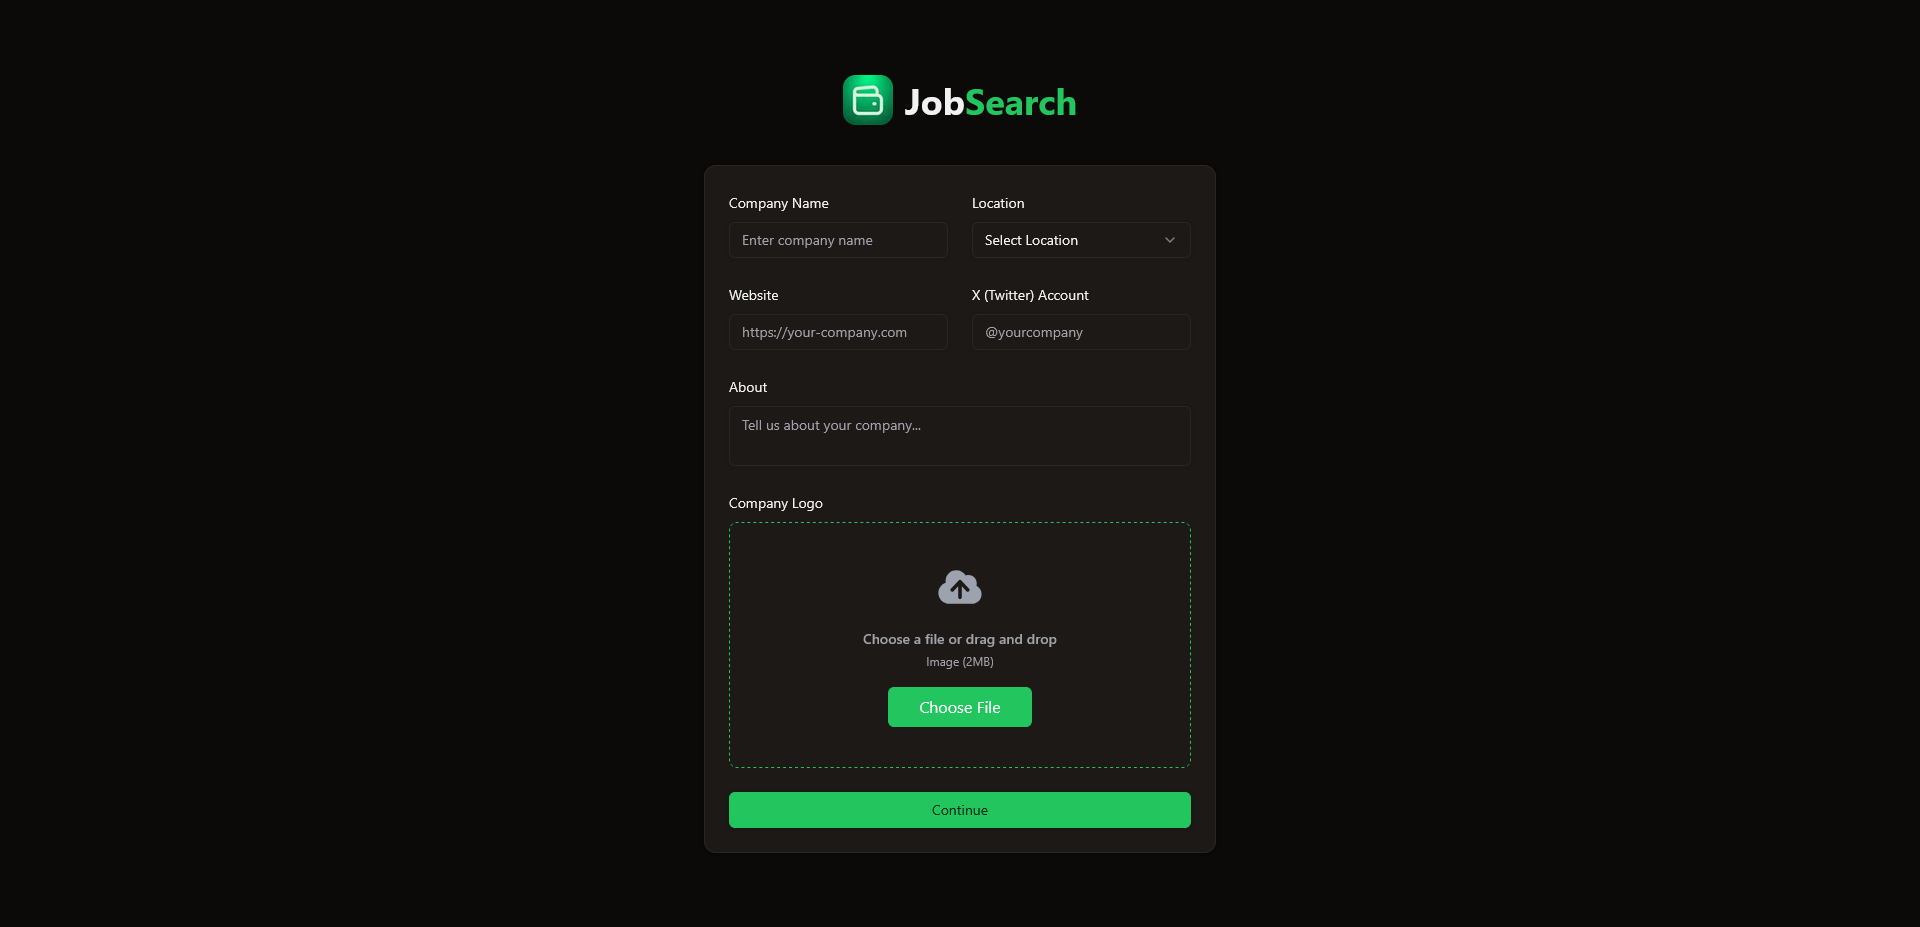 JobSearch
Company Name
Enter company name
Location
Select Location
Website
https://your-company.com
X (Twitter) Account
@yourcompany
About
Tell us about your company...
Company Logo
Choose a file or drag and drop
Image (2MB)
Choose File
Continue